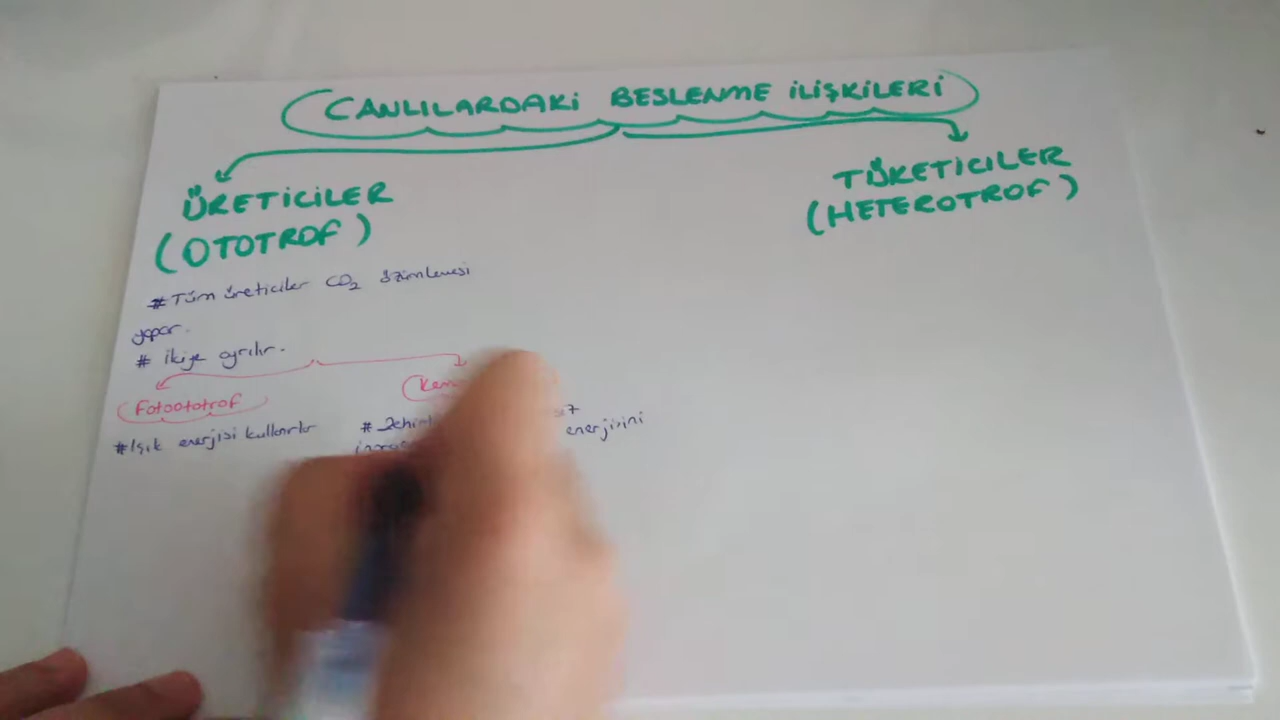 CANLILARDAKİ BESLENME İLİŞKİLERİ
ÜRETİCİLER
(OTOTROF)
TÜKETİCİLER
(HETEROTROF)
#Tüm üreticiler CO₂ özümlemesi
yapar.
# ikiye ayrılır.
Fotoototrof
#Işık enerjisi kullanırlar
enerjisini